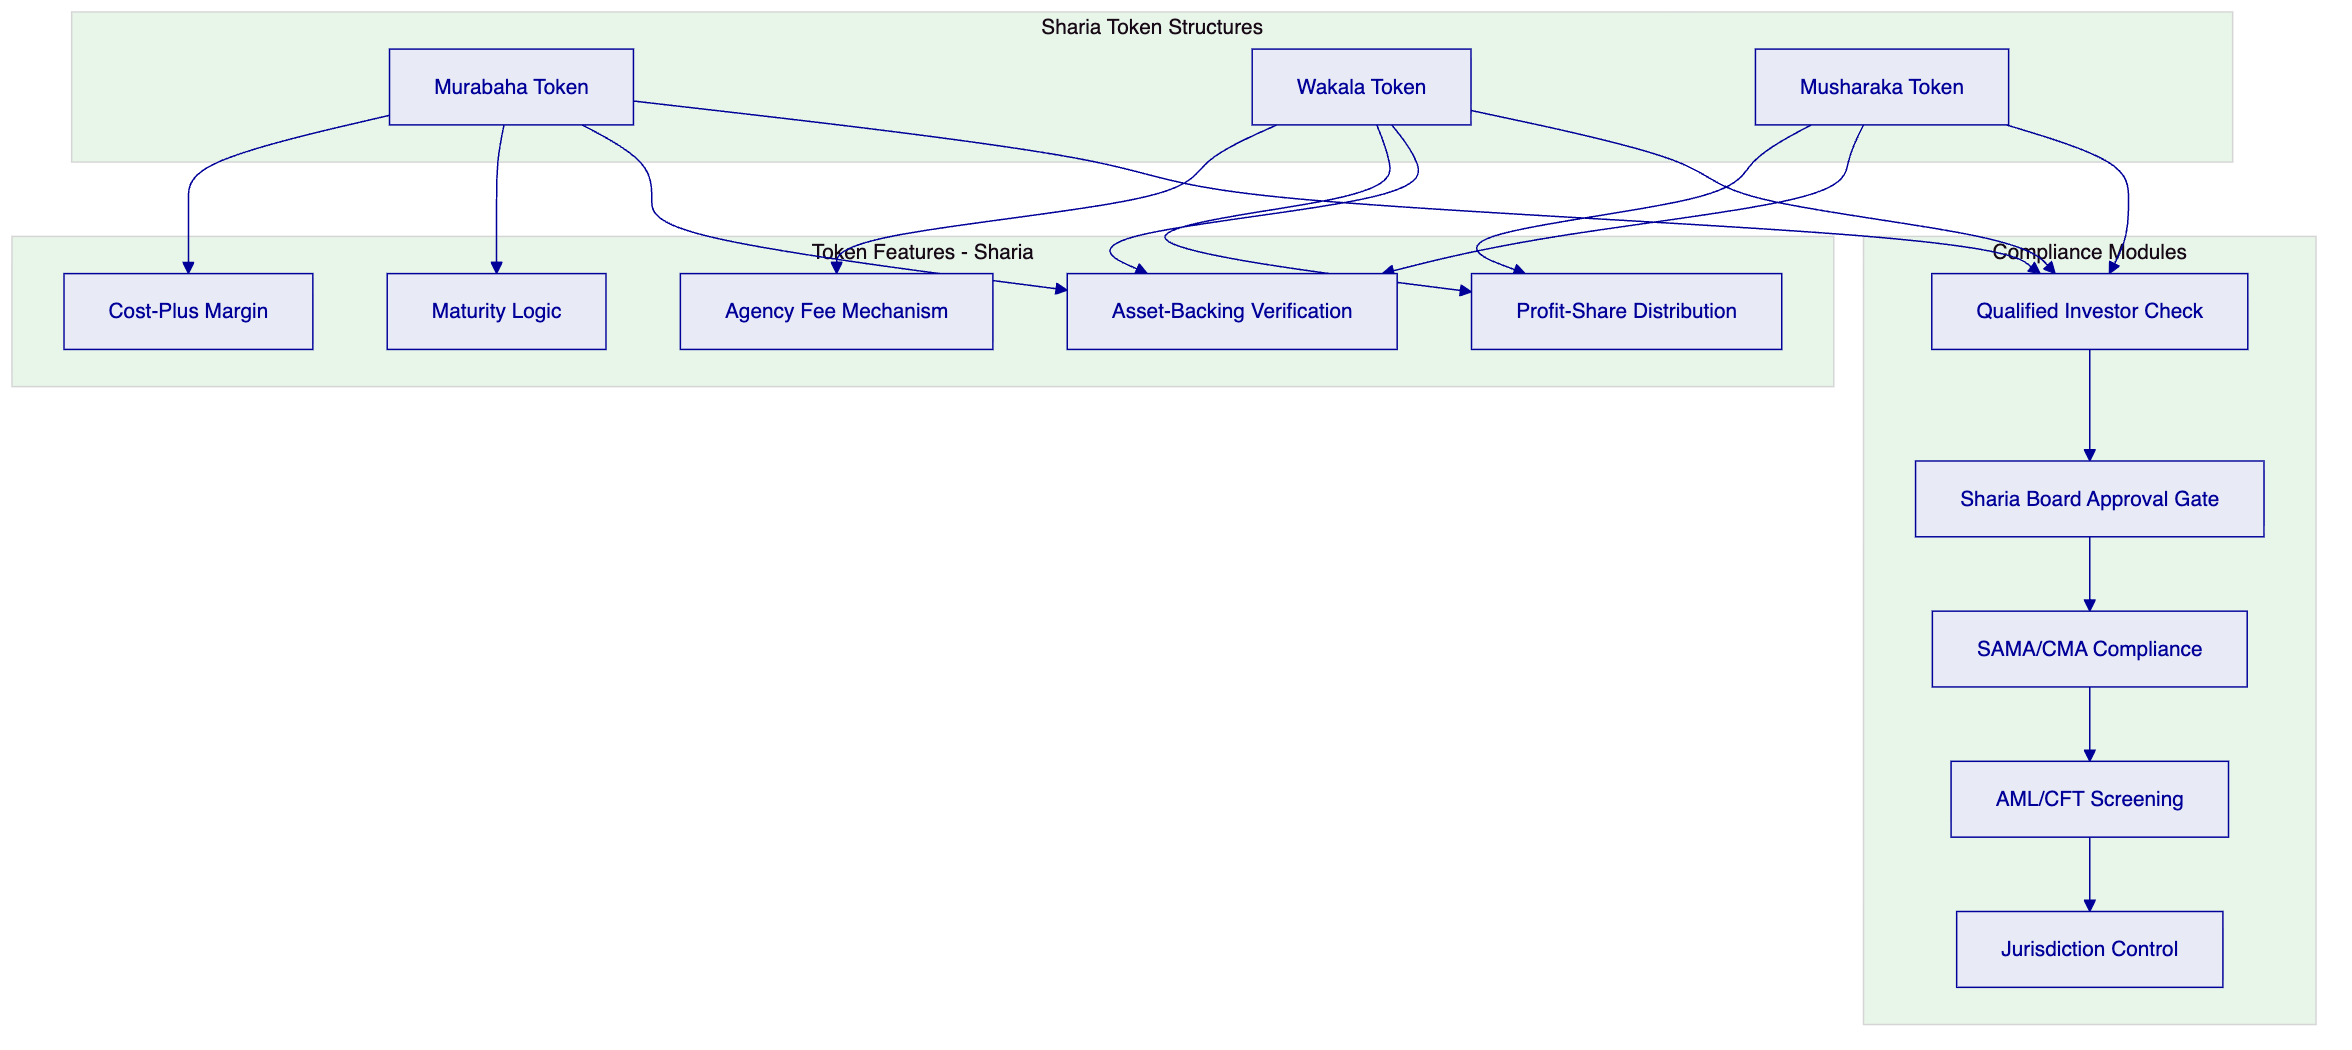 Sharia Token Structures
Murabaha Token
Wakala Token
Musharaka Token
Token Features - Sharia
Compliance Modules
Cost-Plus Margin
Maturity Logic
Agency Fee Mechanism
Asset-Backing Verification
Profit-Share Distribution
Qualified Investor Check
Sharia Board Approval Gate
SAMA/CMA Compliance
AML/CFT Screening
Jurisdiction Control